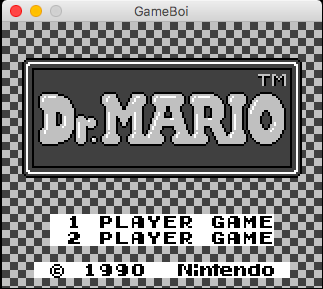 GameBoi
TM
Dr. MARIO
1 PLAYER GAME
2 PLAYER GAME
© 1990 Nintendo